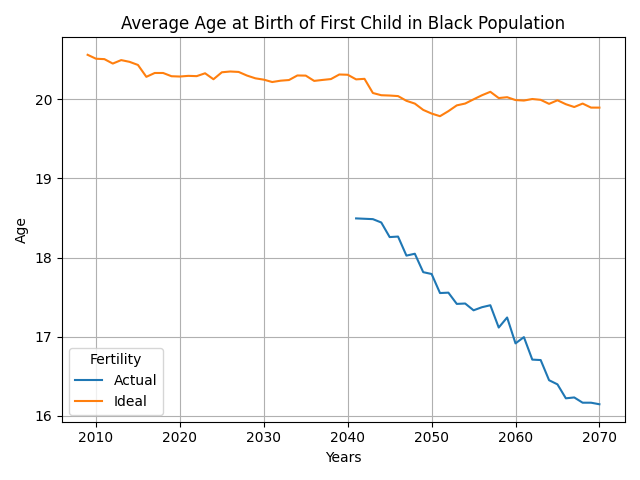 Average Age at Birth of First Child in Black Population
Age
20
19
18
17
16
Fertility
Actual
Ideal
2010 2020 2030 2040 2050 2060 2070
Years